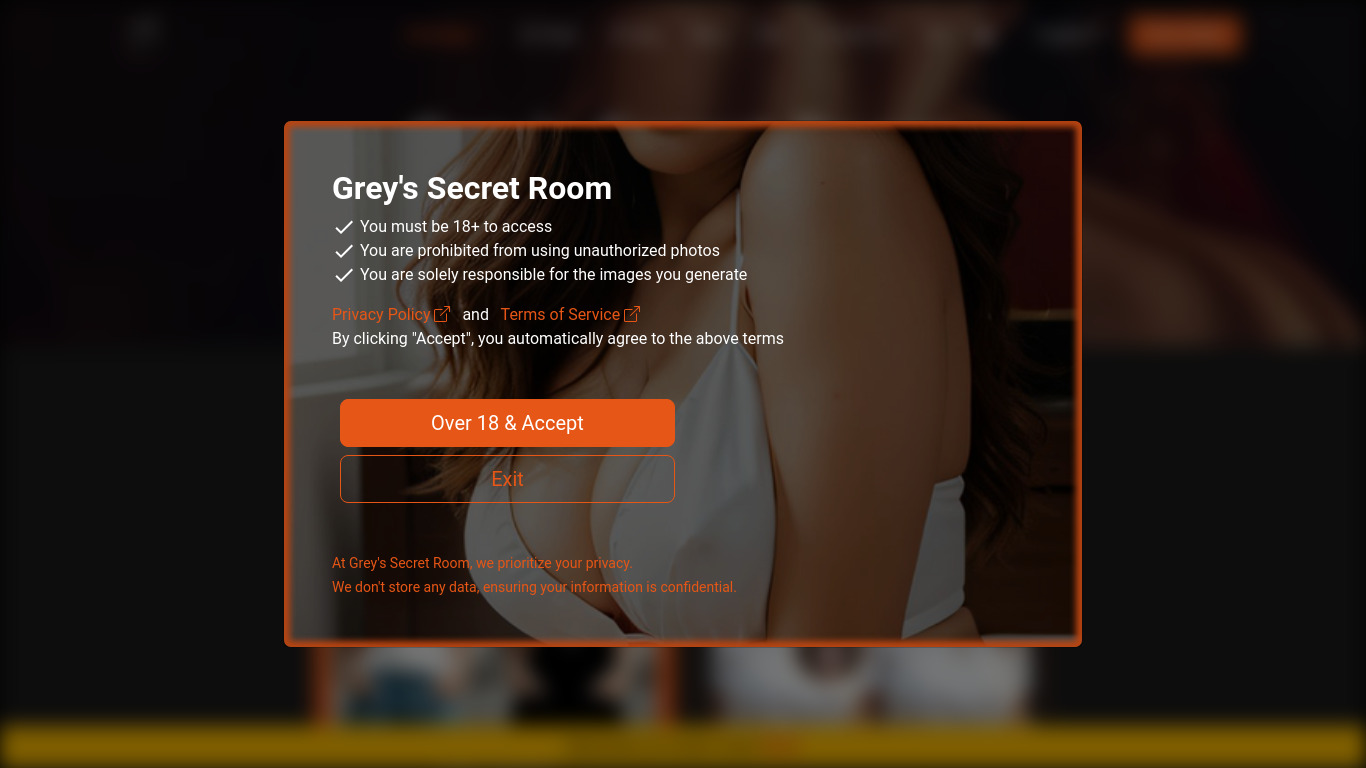 Grey's Secret Room
You must be 18+ to access
You are prohibited from using unauthorized photos
You are solely responsible for the images you generate
Privacy Policy and Terms of Service
By clicking "Accept", you automatically agree to the above terms
Over 18 & Accept
Exit
At Grey's Secret Room, we prioritize your privacy.
We don't store any data, ensuring your information is confidential.